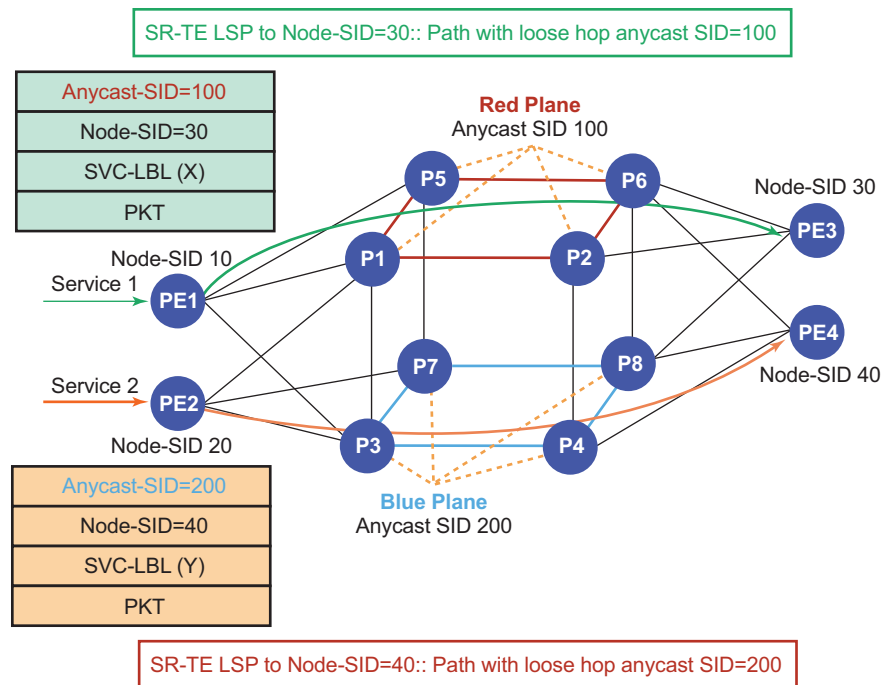 SR-TE LSP to Node-SID=30:: Path with loose hop anycast SID=100
Anycast-SID=100
Node-SID=30
SVC-LBL (X)
PKT
Red Plane
Anycast SID 100
P5
P6
Node-SID 30
PE3
Node-SID 10
P1
P2
Service 1
PE1
PE4
Node-SID 40
P7
P8
Service 2
PE2
Node-SID 20
P3
P4
Blue Plane
Anycast SID 200
Anycast-SID=200
Node-SID=40
SVC-LBL (Y)
PKT
SR-TE LSP to Node-SID=40:: Path with loose hop anycast SID=200